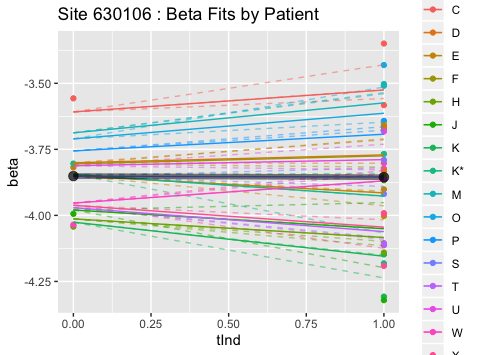 Site 630106 : Beta Fits by Patient
-3.50
-3.75
-4.00
-4.25
beta
0.00 0.25 0.50 0.75 1.00
tInd
C
D
E
F
H
J
K
K*
M
O
P
S
T
U
W